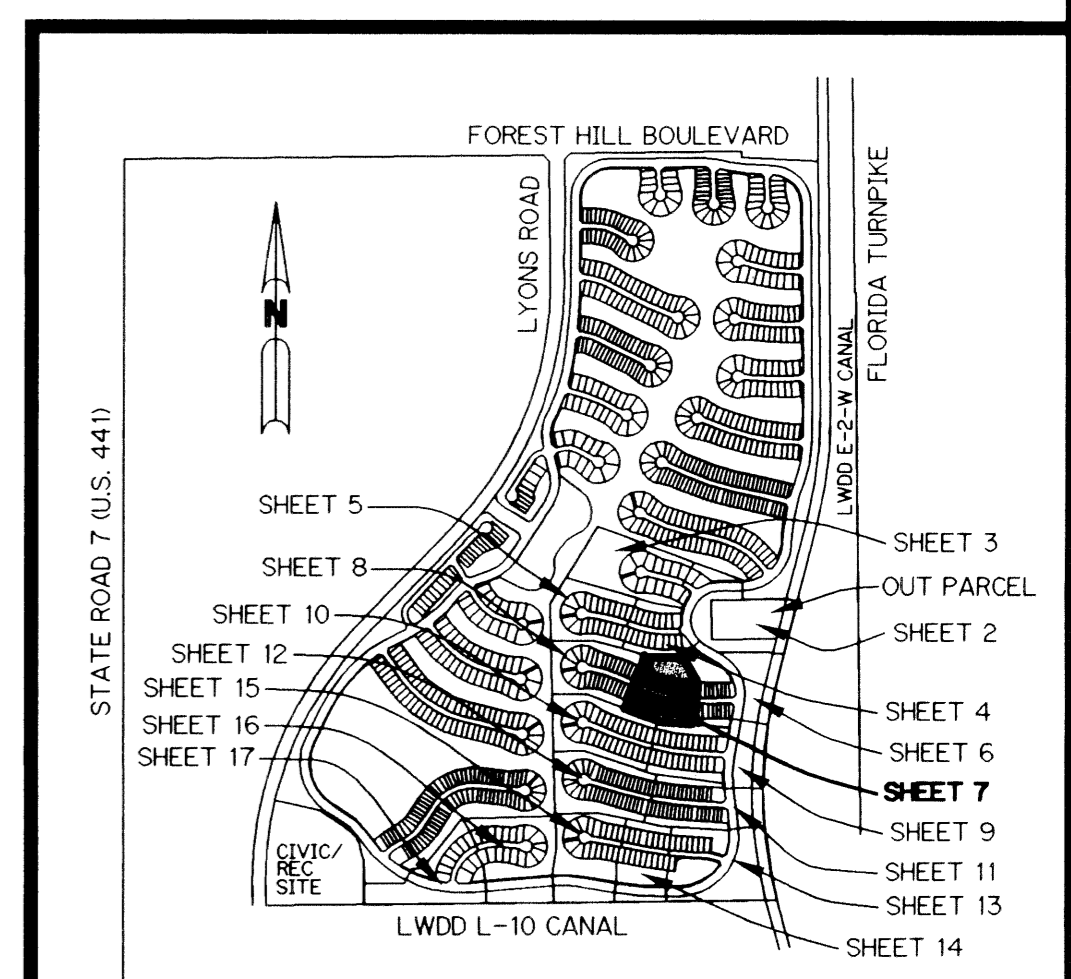 FOREST HILL BOULEVARD
LYONS ROAD
FLORIDA TURNPIKE
LWDD E-2-W CANAL
N
STATE ROAD 7 (U.S. 441)
SHEET 5
SHEET 8
SHEET 10
SHEET 12
SHEET 15
SHEET 16
SHEET 17
SHEET 3
OUT PARCEL
SHEET 2
SHEET 4
SHEET 6
SHEET 7
SHEET 9
SHEET 11
SHEET 13
SHEET 14
CIVIC/
REC
SITE
LWDD L-10 CANAL